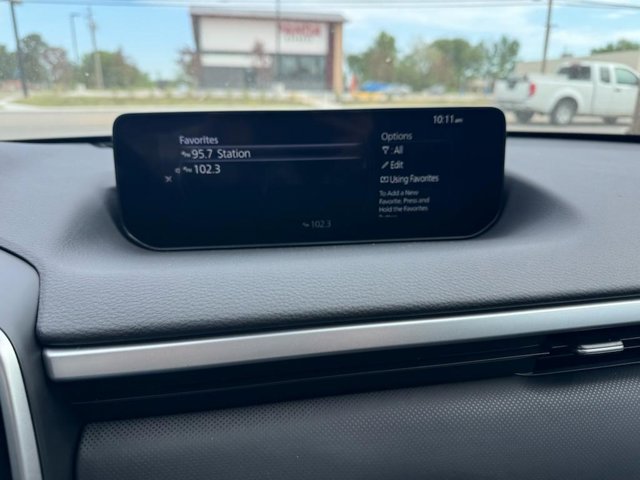 10:11 AM
Favorites
95.7 Station
102.3
Options
: All
Edit
Using Favorites
To Add a New
Favorite, Press and
Hold the Favorites
102.3